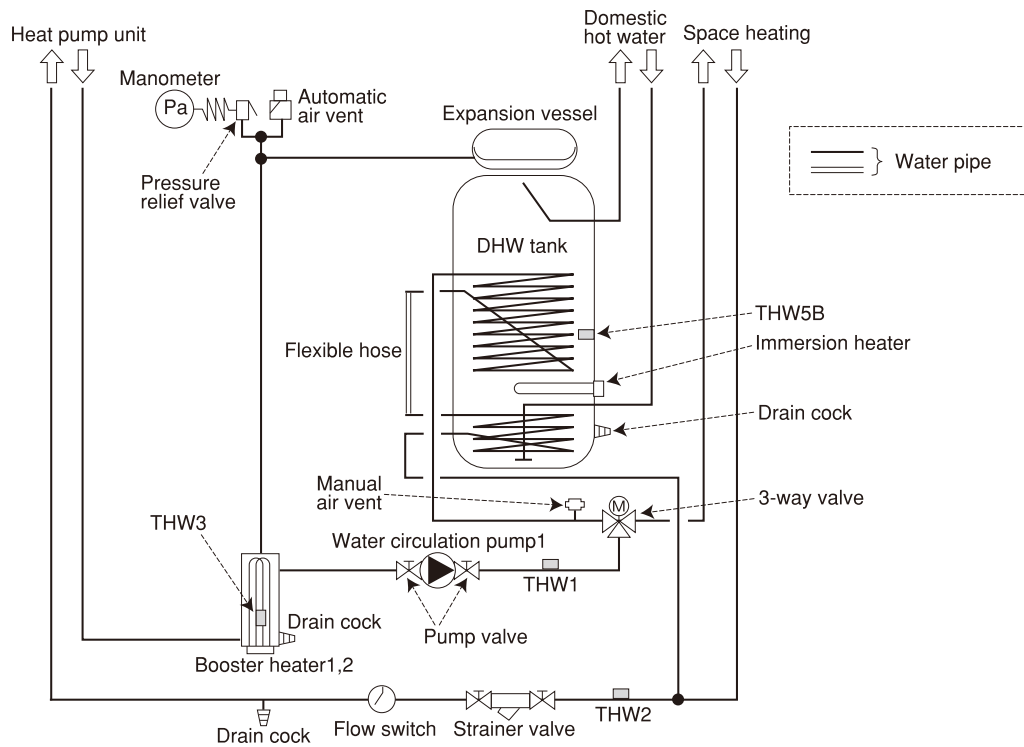 Heat pump unit
Domestic
hot water
Space heating
Manometer
Pa
Automatic
air vent
Expansion vessel
Water pipe
Pressure
relief valve
DHW tank
THW5B
Immersion heater
Flexible hose
Drain cock
Manual
air vent
M
3-way valve
THW3
Water circulation pump1
THW1
Drain cock
Pump valve
Booster heater1,2
THW2
Drain cock
Flow switch
Strainer valve